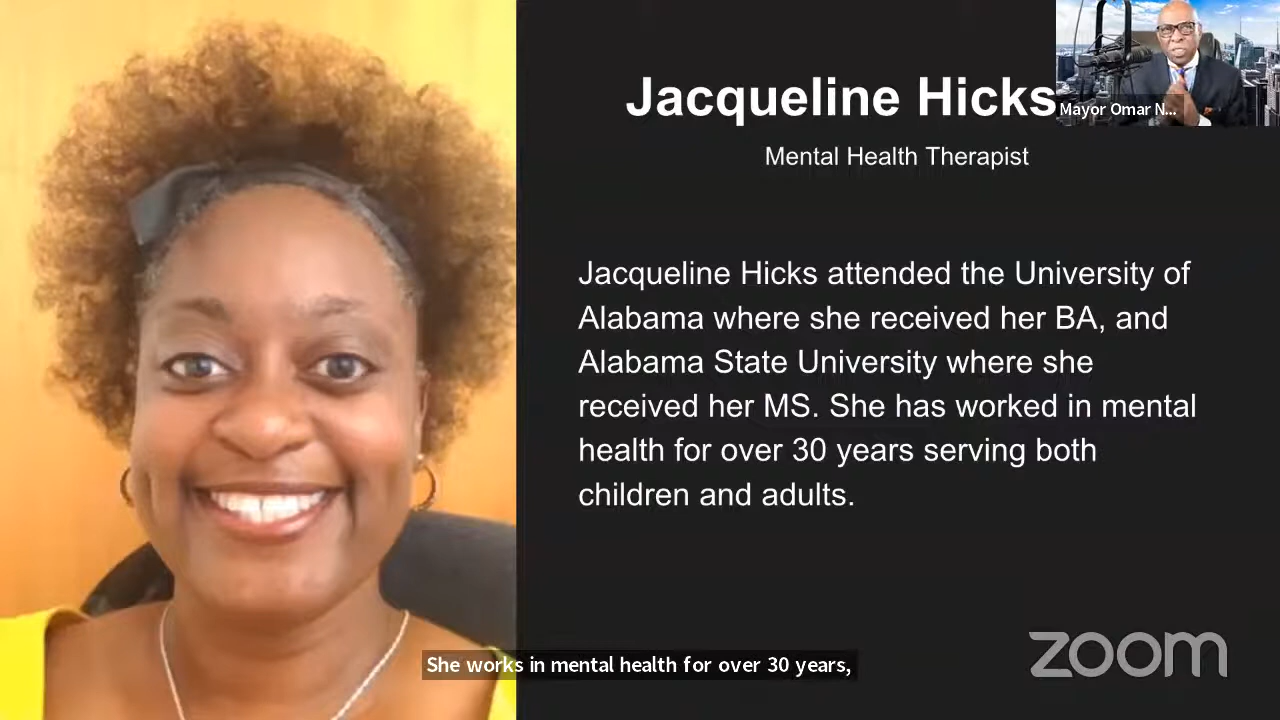 Jacqueline Hicks
Mayor Omar N...
Mental Health Therapist
Jacqueline Hicks attended the University of
Alabama where she received her BA, and
Alabama State University where she
received her MS. She has worked in mental
health for over 30 years serving both
children and adults.
zoom
She works in mental health for over 30 years,